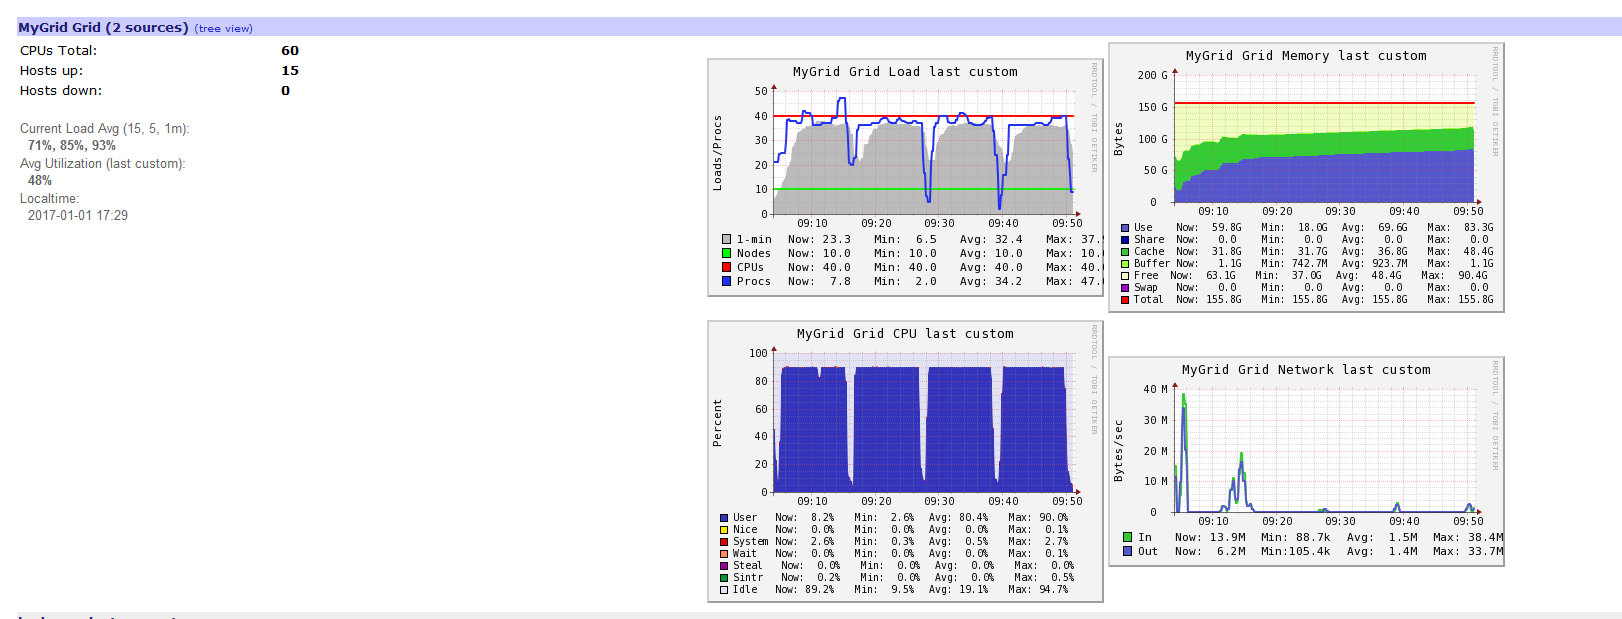 MyGrid Grid (2 sources) (tree view)
CPUs Total: 60
Hosts up: 15
Hosts down: 0
Current Load Avg (15, 5, 1m):
71%, 85%, 93%
Avg Utilization (last custom):
48%
Localtime:
2017-01-01 17:29
MyGrid Grid Load last custom
RRDTOOL / TOBI OETIKER
Loads/Procs
50
40
30
20
10
0
09:10 09:20 09:30 09:40 09:50
1-min Now: 23.3 Min: 6.5 Avg: 32.4 Max: 37.
Nodes Now: 10.0 Min: 10.0 Avg: 10.0 Max: 10.
CPUs Now: 40.0 Min: 40.0 Avg: 40.0 Max: 40.
Procs Now: 7.8 Min: 2.0 Avg: 34.2 Max: 47.
MyGrid Grid Memory last custom
RRDTOOL / TOBI OETIKER
Bytes
200 G
150 G
100 G
50 G
0
09:10 09:20 09:30 09:40 09:50
Use Now: 59.8G Min: 18.0G Avg: 69.6G Max: 83.3G
Share Now: 0.0 Min: 0.0 Avg: 0.0 Max: 0.0
Cache Now: 31.8G Min: 31.7G Avg: 36.8G Max: 48.4G
Buffer Now: 1.1G Min: 742.7M Avg: 923.7M Max: 1.1G
Free Now: 63.1G Min: 37.0G Avg: 48.4G Max: 90.4G
Swap Now: 0.0 Min: 0.0 Avg: 0.0 Max: 0.0
Total Now: 155.8G Min: 155.8G Avg: 155.8G Max: 155.8G
MyGrid Grid CPU last custom
RRDTOOL / TOBI OETIKER
Percent
100
80
60
40
20
0
09:10 09:20 09:30 09:40 09:50
User Now: 8.2% Min: 2.6% Avg: 80.4% Max: 90.0%
Nice Now: 0.0% Min: 0.0% Avg: 0.0% Max: 0.1%
System Now: 2.6% Min: 0.3% Avg: 0.5% Max: 2.7%
Wait Now: 0.0% Min: 0.0% Avg: 0.0% Max: 0.1%
Steal Now: 0.0% Min: 0.0% Avg: 0.0% Max: 0.0%
Sintr Now: 0.2% Min: 0.0% Avg: 0.0% Max: 0.5%
Idle Now: 89.2% Min: 9.5% Avg: 19.1% Max: 94.7%
MyGrid Grid Network last custom
RRDTOOL / TOBI OETIKER
Bytes/sec
40 M
30 M
20 M
10 M
0
09:10 09:20 09:30 09:40 09:50
In Now: 13.9M Min: 88.7k Avg: 1.5M Max: 38.4M
Out Now: 6.2M Min:105.4k Avg: 1.4M Max: 33.7M